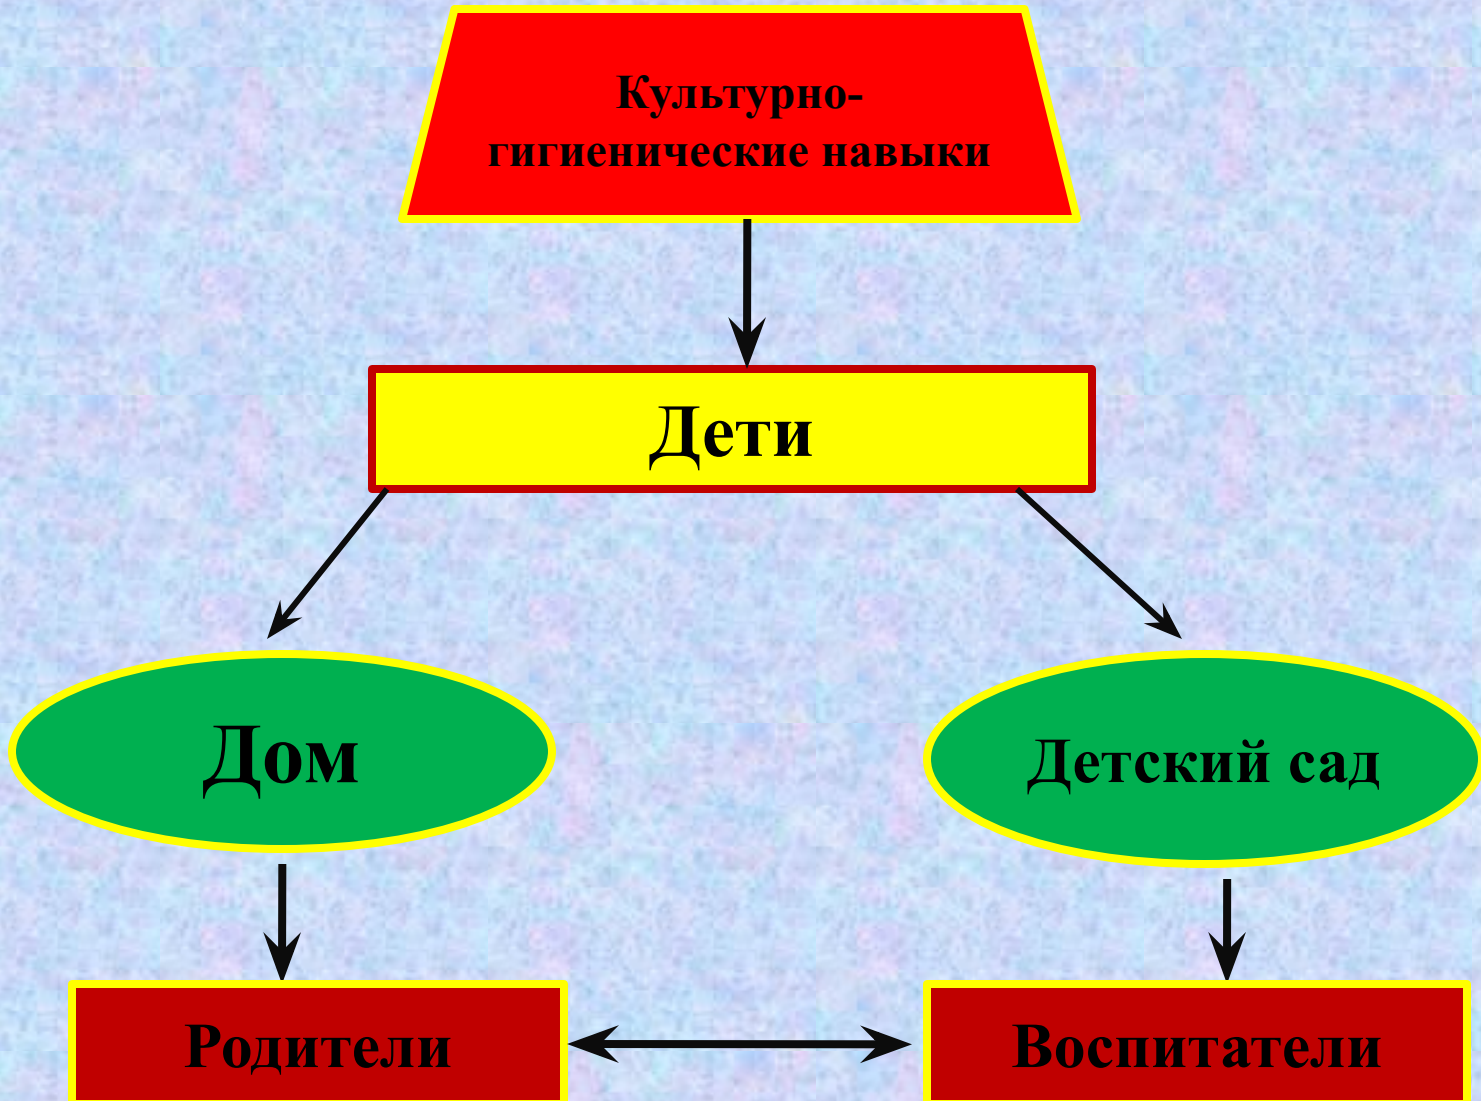 Культурно-
гигиенические навыки
Дети
Дом
Детский сад
Родители
Воспитатели